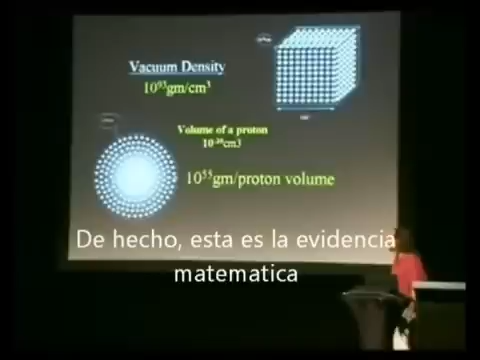 Vacuum Density
10⁹³gm/cm³
Volume of a proton
10⁻³⁹cm3
10⁵⁵gm/proton volume
De hecho, esta es la evidencia
matematica